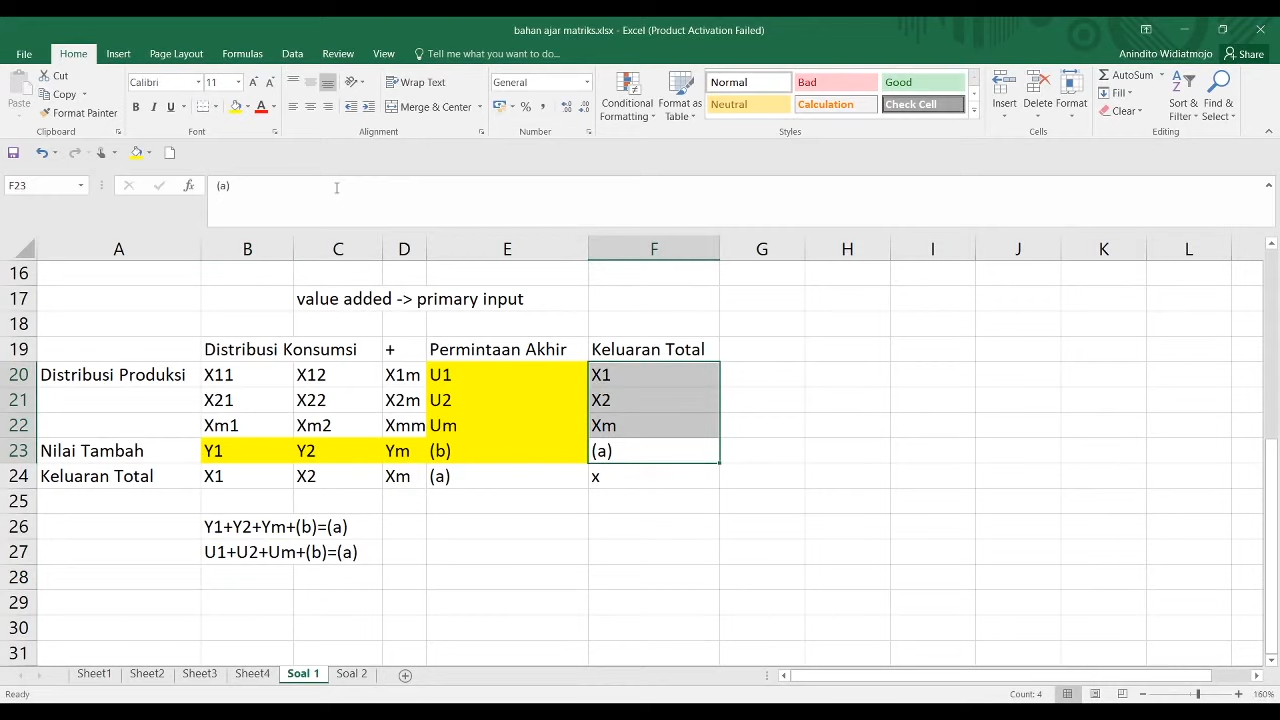 bahan ajar matriks.xlsx - Excel (Product Activation Failed)
File Home Insert Page Layout Formulas Data Review View Tell me what you want to do... Anindito Widiatmojo Share
Paste Cut Copy Format Painter Clipboard
Calibri 11 B I U A Font
Wrap Text Merge & Center Alignment
General % , Number
Conditional Formatting Format as Table
Normal Bad Good
Neutral Calculation Check Cell
Styles
Insert Delete Format Cells
AutoSum Fill Clear Sort & Filter Find & Select Editing
F23 fx (a)
A B C D E F G H I J K L
16
17 value added -> primary input
18
19 Distribusi Konsumsi + Permintaan Akhir Keluaran Total
20 Distribusi Produksi X11 X12 X1m U1 X1
21 X21 X22 X2m U2 X2
22 Xm1 Xm2 Xmm Um Xm
23 Nilai Tambah Y1 Y2 Ym (b) (a)
24 Keluaran Total X1 X2 Xm (a) x
25
26 Y1+Y2+Ym+(b)=(a)
27 U1+U2+Um+(b)=(a)
28
29
30
31
Sheet1 Sheet2 Sheet3 Sheet4 Soal 1 Soal 2
Ready Count: 4 160%